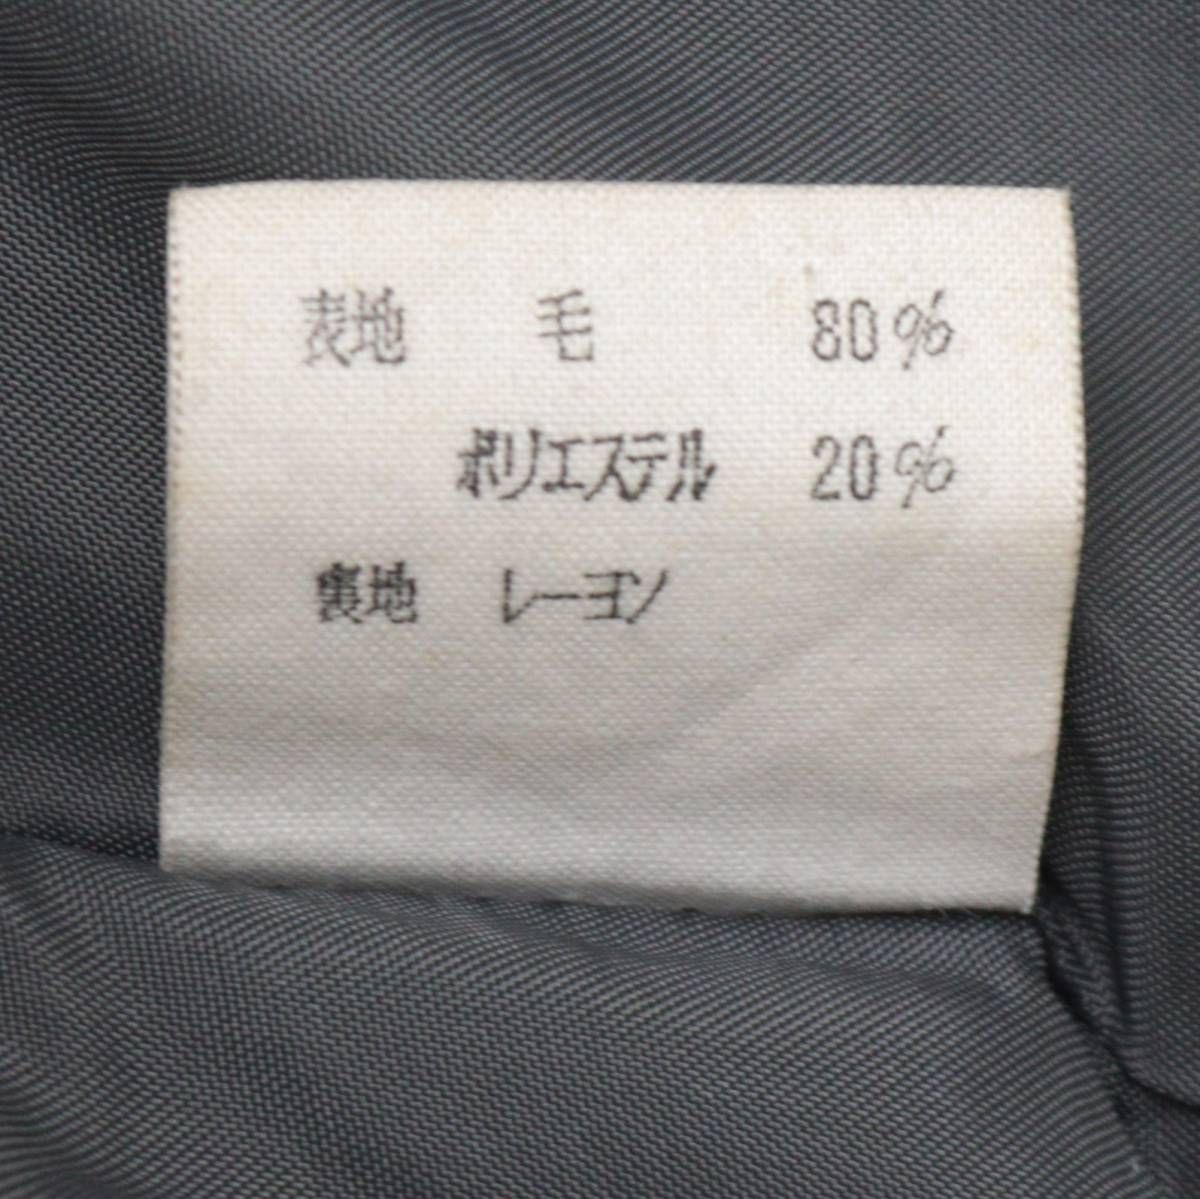 表地 毛 80%
ポリエステル 20%
裏地 レーヨン